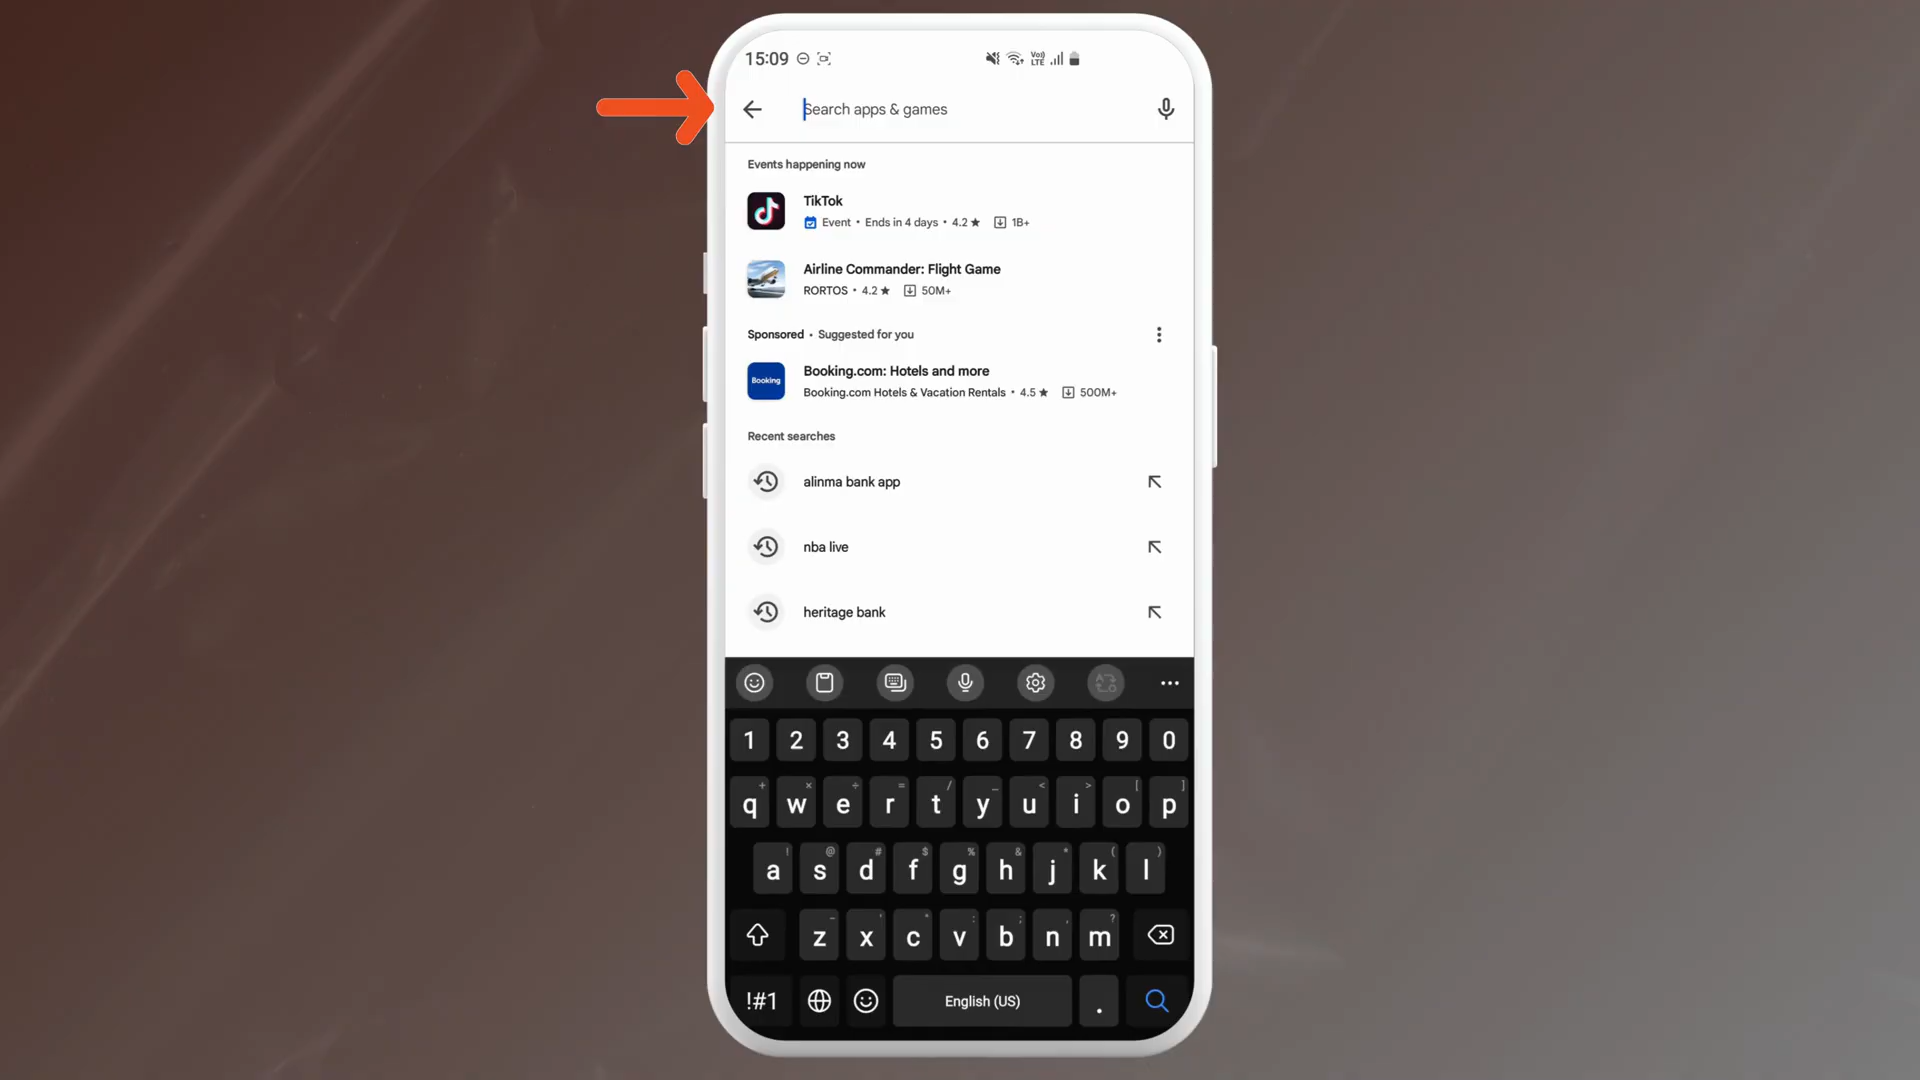 15:09 Vo) LTE
Search apps & games
Events happening now
TikTok
Event • Ends in 4 days • 4.2 ★ 1B+
Airline Commander: Flight Game
RORTOS • 4.2 ★ 50M+
Sponsored • Suggested for you
Booking
Booking.com: Hotels and more
Booking.com Hotels & Vacation Rentals • 4.5 ★ 500M+
Recent searches
alinma bank app
nba live
heritage bank
1 2 3 4 5 6 7 8 9 0
+ × ÷ = / _ < > [ ]
q w e r t y u i o p
! @ # $ % & * ( )
a s d f g h j k l
- ' " : ; , ?
z x c v b n m
!#1 English (US) .